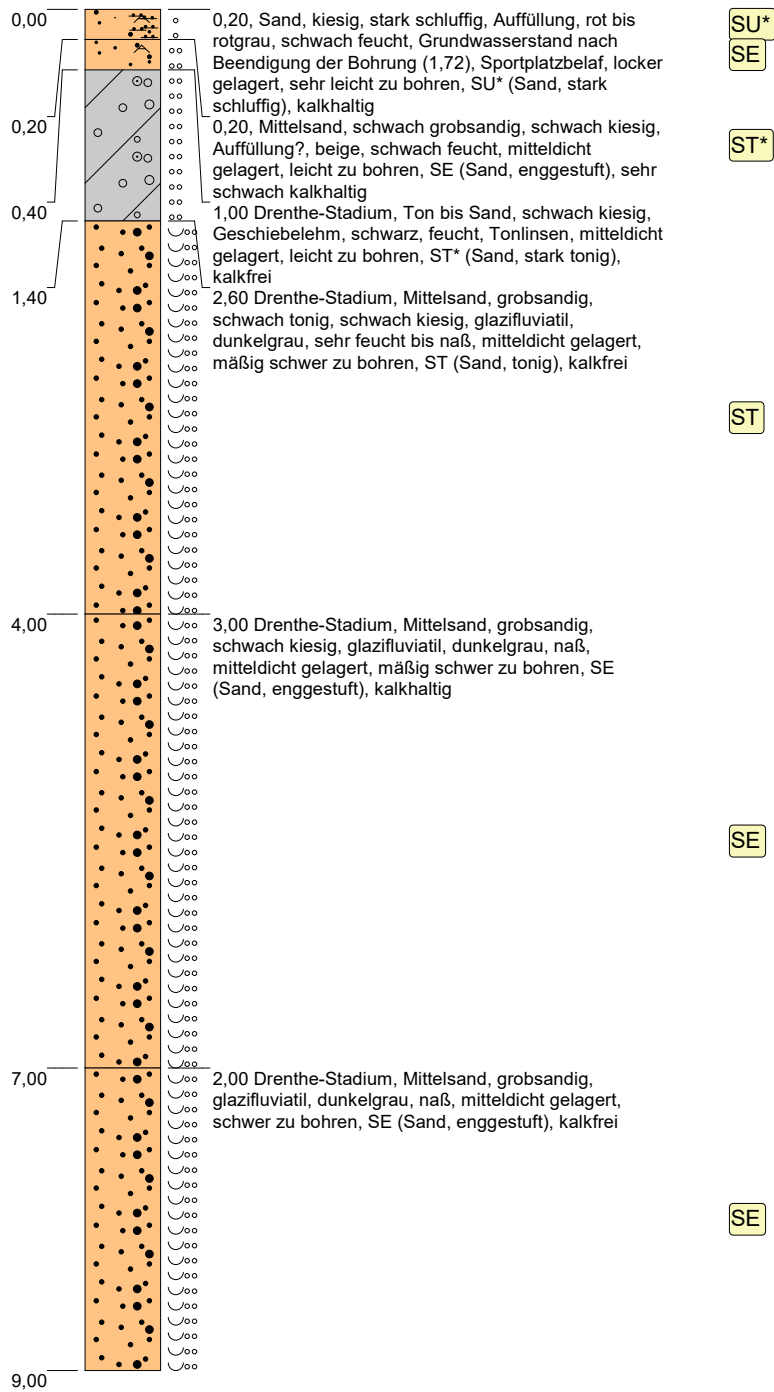 0,00
0,20, Sand, kiesig, stark schluffig, Auffüllung, rot bis
rotgrau, schwach feucht, Grundwasserstand nach
Beendigung der Bohrung (1,72), Sportplatzbelaf, locker
gelagert, sehr leicht zu bohren, SU* (Sand, stark
schluffig), kalkhaltig
SU*
SE
0,20
0,20, Mittelsand, schwach grobsandig, schwach kiesig,
Auffüllung?, beige, schwach feucht, mitteldicht
gelagert, leicht zu bohren, SE (Sand, enggestuft), sehr
schwach kalkhaltig
ST*
0,40
1,00 Drenthe-Stadium, Ton bis Sand, schwach kiesig,
Geschiebelehm, schwarz, feucht, Tonlinsen, mitteldicht
gelagert, leicht zu bohren, ST* (Sand, stark tonig),
kalkfrei
1,40
2,60 Drenthe-Stadium, Mittelsand, grobsandig,
schwach tonig, schwach kiesig, glazifluviatil,
dunkelgrau, sehr feucht bis naß, mitteldicht gelagert,
mäßig schwer zu bohren, ST (Sand, tonig), kalkfrei
ST
4,00
3,00 Drenthe-Stadium, Mittelsand, grobsandig,
schwach kiesig, glazifluviatil, dunkelgrau, naß,
mitteldicht gelagert, mäßig schwer zu bohren, SE
(Sand, enggestuft), kalkhaltig
SE
7,00
2,00 Drenthe-Stadium, Mittelsand, grobsandig,
glazifluviatil, dunkelgrau, naß, mitteldicht gelagert,
schwer zu bohren, SE (Sand, enggestuft), kalkfrei
SE
9,00